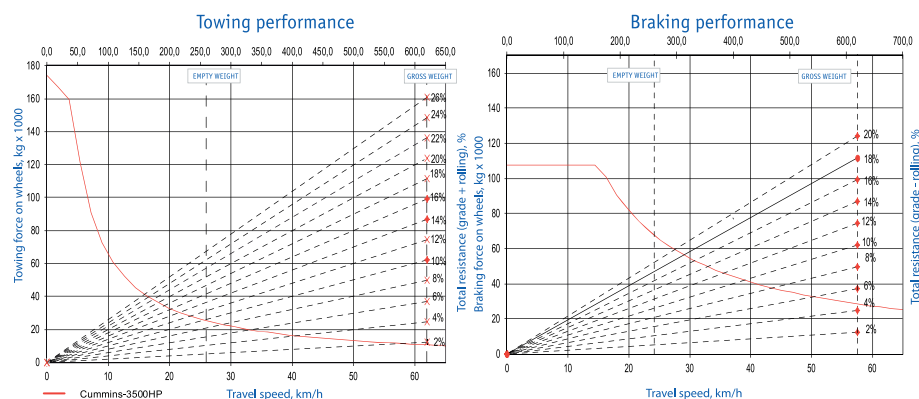 Towing performance
0,0 50,0 100,0 150,0 200,0 250,0 300,0 350,0 400,0 450,0 500,0 550,0 600,0 650,0
EMPTY WEIGHT
GROSS WEIGHT
180
160
140
120
100
80
60
40
20
0
Towing force on wheels, kg x 1000
26%
24%
22%
20%
18%
16%
14%
12%
10%
8%
6%
4%
2%
Total resistance (grade + rolling), %
0 10 20 30 40 50 60
Travel speed, km/h
Cummins-3500HP
Braking performance
0,0 100,0 200,0 300,0 400,0 500,0 600,0 700,0
EMPTY WEIGHT
GROSS WEIGHT
160
140
120
100
80
60
40
20
0
Braking force on wheels, kg x 1000
20%
18%
16%
14%
12%
10%
8%
6%
4%
2%
Total resistance (grade - rolling), %
0 10 20 30 40 50 60
Travel speed, km/h